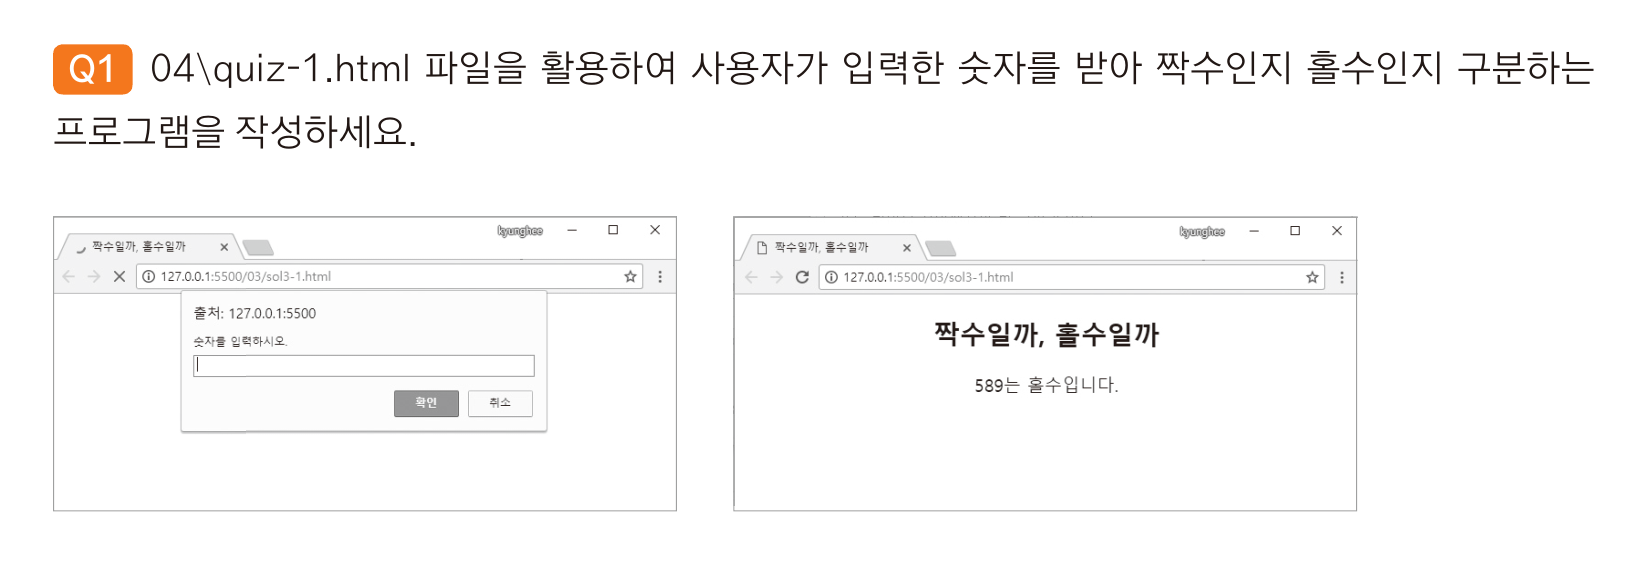 Q1 04\quiz-1.html 파일을 활용하여 사용자가 입력한 숫자를 받아 짝수인지 홀수인지 구분하는
프로그램을 작성하세요.
kyunghee
짝수일까, 홀수일까
127.0.0.1:5500/03/sol3-1.html
출처: 127.0.0.1:5500
숫자를 입력하시오.
확인 취소
kyunghee
짝수일까, 홀수일까
127.0.0.1:5500/03/sol3-1.html
짝수일까, 홀수일까
589는 홀수입니다.